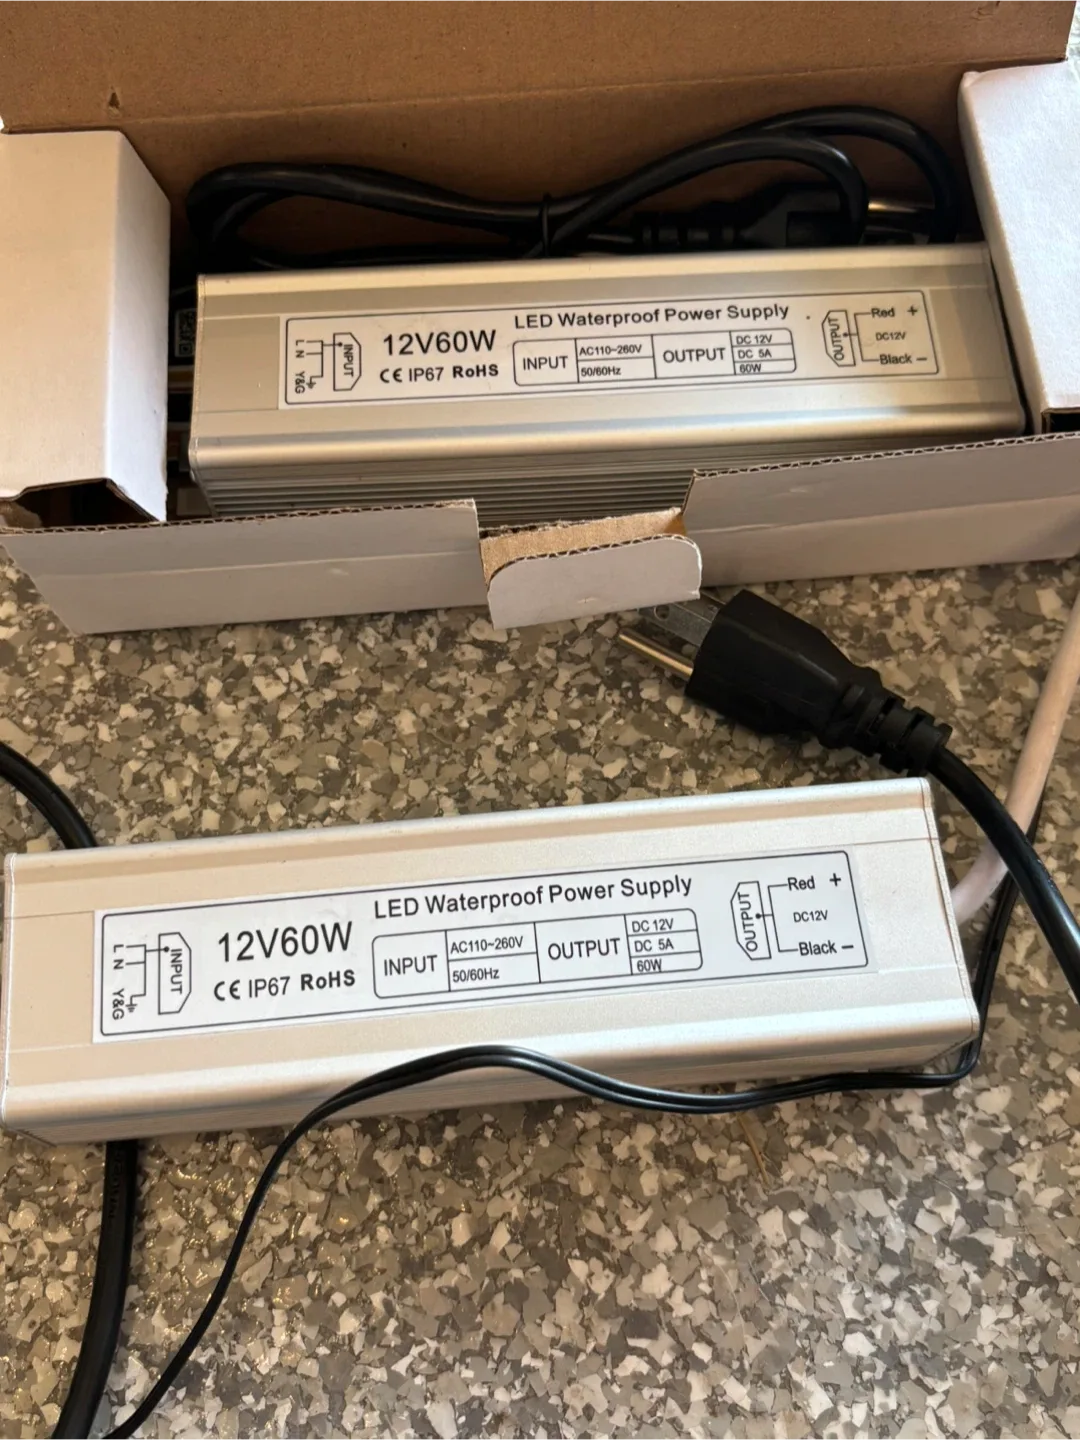 LED Waterproof Power Supply
12V60W
CE IP67 RoHS
L
N
Y&G
INPUT
INPUT
AC110~260V
50/60Hz
OUTPUT
DC 12V
DC 5A
60W
OUTPUT
Red +
DC12V
Black −
LED Waterproof Power Supply
12V60W
CE IP67 RoHS
L
N
Y&G
INPUT
INPUT
AC110~260V
50/60Hz
OUTPUT
DC 12V
DC 5A
60W
OUTPUT
Red +
DC12V
Black −